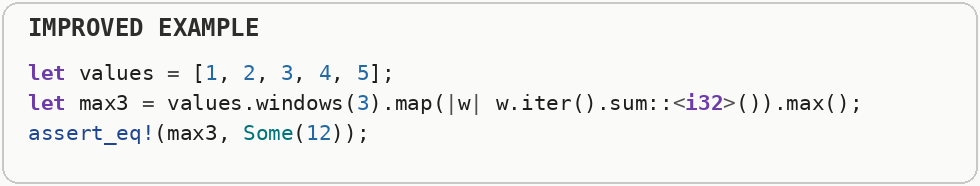 IMPROVED EXAMPLE
let values = [1, 2, 3, 4, 5];
let max3 = values.windows(3).map(|w| w.iter().sum::<i32>()).max();
assert_eq!(max3, Some(12));